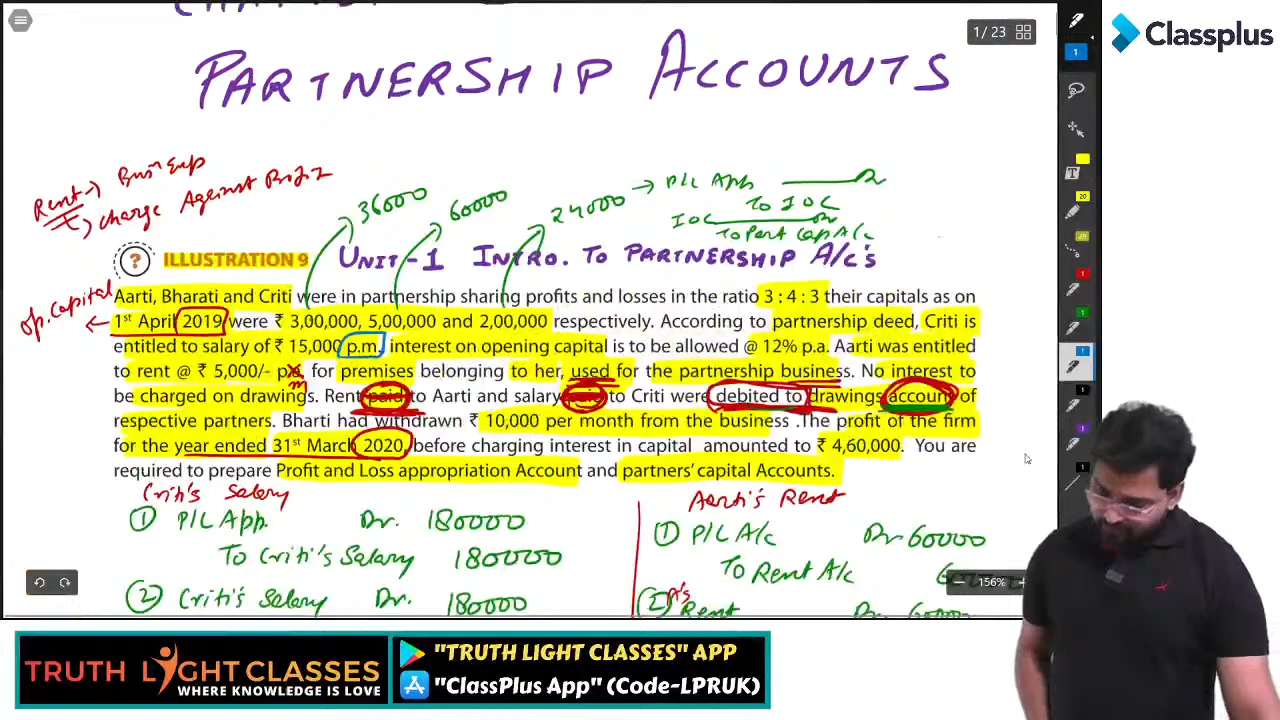 1 / 23
Classplus
PARTNERSHIP ACCOUNTS
Rent →
→ Charge Against Profit
36000
60000
24000 → P/L App Dr
To IOC
IOC Dr
To Part Cap A/c
? ILLUSTRATION 9 UNIT-1 INTRO. TO PARTNERSHIP A/c's
op. Capital
Aarti, Bharati and Criti were in partnership sharing profits and losses in the ratio 3 : 4 : 3 their capitals as on
1st April 2019 were ₹ 3,00,000, 5,00,000 and 2,00,000 respectively. According to partnership deed, Criti is
entitled to salary of ₹ 15,000 p.m. interest on opening capital is to be allowed @ 12% p.a. Aarti was entitled
to rent @ ₹ 5,000/- p.m for premises belonging to her, used for the partnership business. No interest to
be charged on drawings. Rent paid to Aarti and salary paid to Criti were debited to drawings account of
respective partners. Bharti had withdrawn ₹ 10,000 per month from the business .The profit of the firm
for the year ended 31st March 2020, before charging interest in capital amounted to ₹ 4,60,000. You are
required to prepare Profit and Loss appropriation Account and partners' capital Accounts.
Criti's Salary
① P/L App Dr. 180000
To Criti's Salary 180000
② Criti's Salary Dr. 180000
Aarti's Rent
① P/L A/c Dr 60000
To Rent A/c
② Rent Dr. 60000
156%
TRUTH LIGHT CLASSES
WHERE KNOWLEDGE IS LOVE
"TRUTH LIGHT CLASSES" APP
"ClassPlus App" (Code-LPRUK)